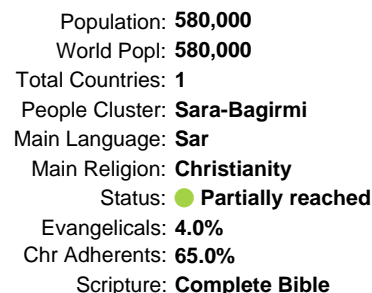 Population: 580,000
World Popl: 580,000
Total Countries: 1
People Cluster: Sara-Bagirmi
Main Language: Sar
Main Religion: Christianity
Status: Partially reached
Evangelicals: 4.0%
Chr Adherents: 65.0%
Scripture: Complete Bible